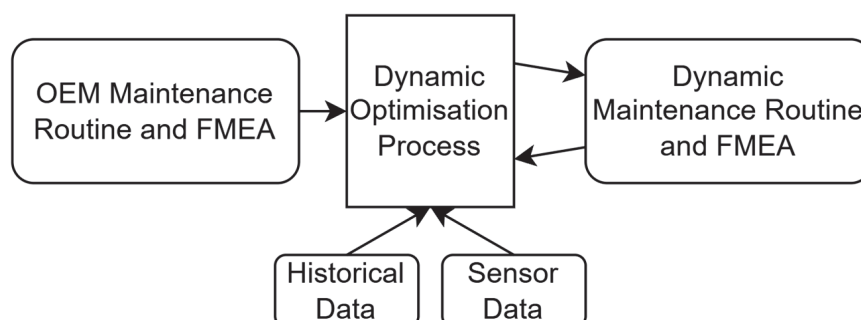 OEM Maintenance
Routine and FMEA
Dynamic
Optimisation
Process
Dynamic
Maintenance Routine
and FMEA
Historical
Data
Sensor
Data